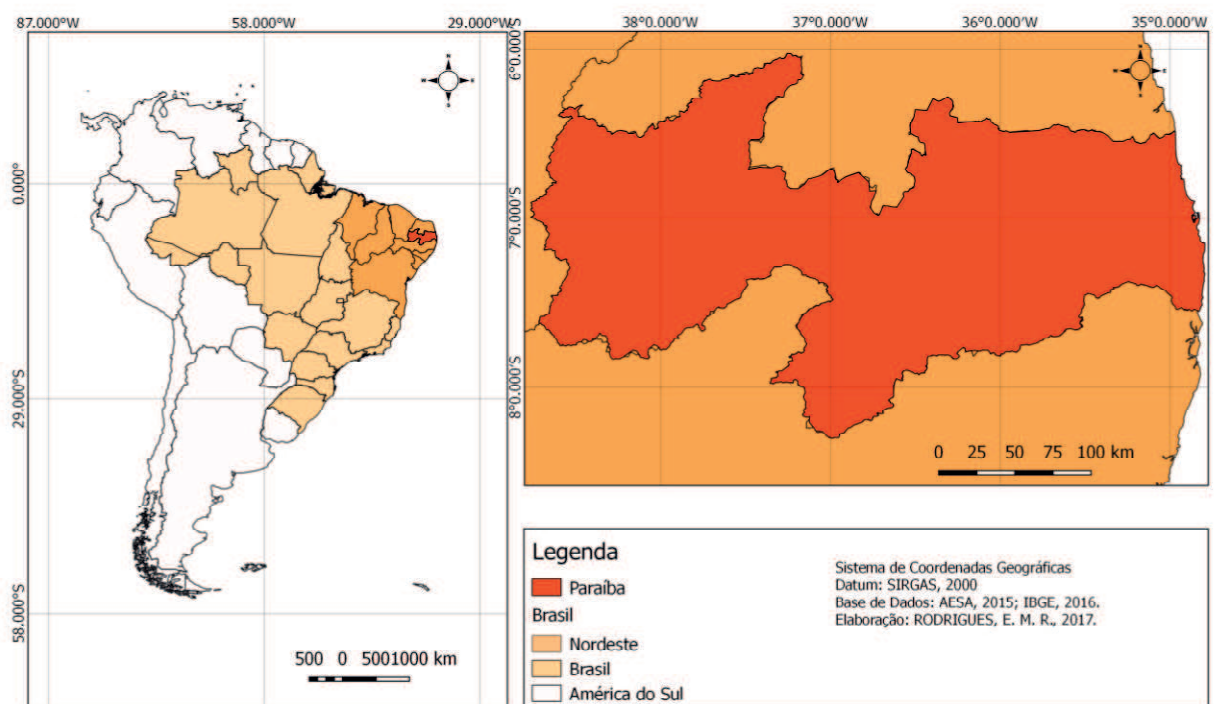 87.000°W 58.000°W 29.000°W
0.000°
29.000°S
58.000°S
500 0 500 1000 km
38°0.000'W 37°0.000'W 36°0.000'W 35°0.000'W
6°0.000'
7°0.000'S
8°0.000'S
0 25 50 75 100 km
Legenda
Paraíba
Brasil
Nordeste
Brasil
América do Sul
Sistema de Coordenadas Geográficas
Datum: SIRGAS, 2000
Base de Dados: AESA, 2015; IBGE, 2016.
Elaboração: RODRIGUES, E. M. R., 2017.